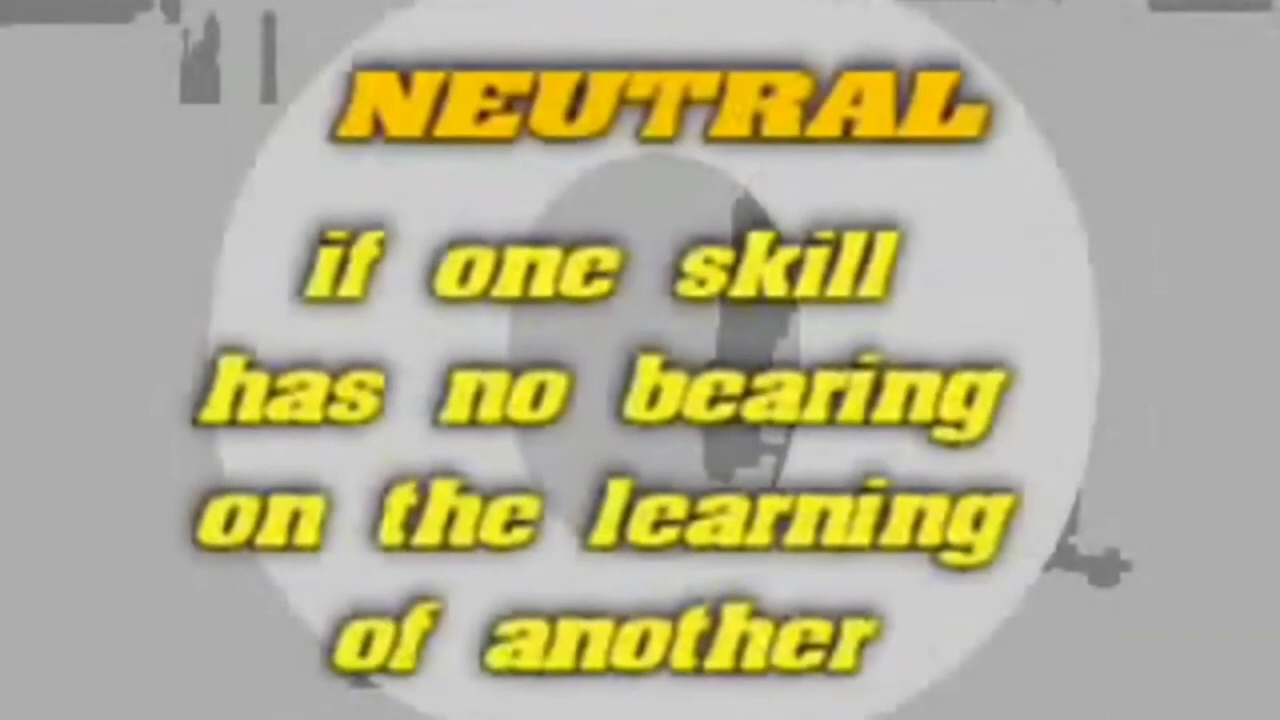 NEUTRAL
if one skill
has no bearing
on the learning
of another